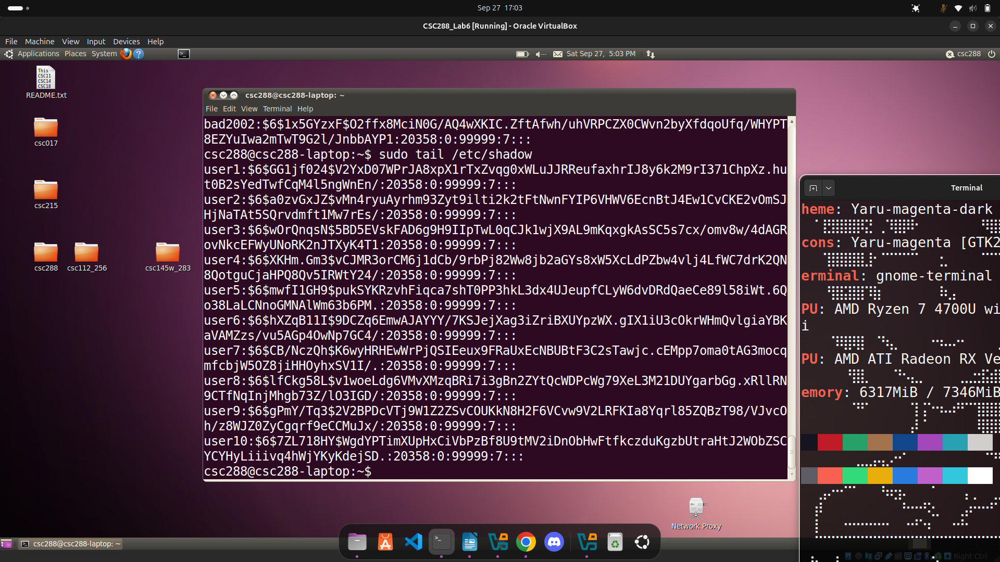 Sep 27 17:03
CSC288_Lab6 [Running] - Oracle VirtualBox
File Machine View Input Devices Help
Applications Places System
Sat Sep 27, 5:03 PM
csc288
This
CSC11
CSC14
CSC18
README.txt
csc017
csc215
csc288
csc112_256
csc145w_283
csc288@csc288-laptop: ~
File Edit View Terminal Help
bad2002:$6$1x5GYzxF$O2ffx8MciN0G/AQ4wXKIC.ZftAfwh/uhVRPCZX0CWvn2byXfdqoUfq/WHYPT
8EZYuIwa2mTwT9G2l/JnbbAYP1:20358:0:99999:7:::
csc288@csc288-laptop:~$ sudo tail /etc/shadow
user1:$6$GG1jf024$V2YxD07WPrJA8xpX1rTxZvqg0xWLuJJRReufaxhrIJ8y6k2M9rI371ChpXz.hu
t0B2sYedTwfCqM4l5ngWnEn/:20358:0:99999:7:::
user2:$6$a0zvGxJZ$vMn4ryuAyrhm93Zyt9ilti2k2tFtNwnFYIP6VHWV6EcnBtJ4Ew1CvCKE2vOmSJ
HjNaTAt5SQrvdmft1Mw7rEs/:20358:0:99999:7:::
user3:$6$wOrQnqsN$5BD5EVskFAD6g9H9IIpTwL0qCJk1wjX9AL9mKqxgkAsSC5s7cx/omv8w/4dAGR
ovNkcEFWyUNoRK2nJTXyK4T1:20358:0:99999:7:::
user4:$6$XKHm.Gm3$vCJMR3orCM6j1dCb/9rbPj82Ww8jb2aGYs8xW5XcLdPZbw4vlj4LfWC7drK2QN
8QotguCjaHPQ8Qv5IRWtY24/:20358:0:99999:7:::
user5:$6$mwfI1GH9$pukSYKRzvhFiqca7shT0PP3hkL3dx4UJeupfCLyW6dvDRdQaeCe89l58iWt.6Q
o38LaLCNnoGMNAlWm63b6PM.:20358:0:99999:7:::
user6:$6$hXZqB11I$9DCZq6EmwAJAYYY/7KSJejXag3iZriBXUYpzWX.gIX1iU3cOkrWHmQvlgiaYBK
aVAMZzs/vu5AGp4OwNp7GC4/:20358:0:99999:7:::
user7:$6$CB/NczQh$K6wyHRHEwWrPjQSIEeux9FRaUxEcNBUBtF3C2sTawjc.cEMpp7oma0tAG3mocq
mfcbjW5OZ8jiHHOyhxSV1I/.:20358:0:99999:7:::
user8:$6$lfCkg58L$v1woeLdg6VMvXMzqBRi7i3gBn2ZYtQcWDPcWg79XeL3M21DUYgarbGg.xRllRN
9CTfNqInjMhgb73Z/lO3IGD/:20358:0:99999:7:::
user9:$6$gPmY/Tq3$2V2BPDcVTj9W1Z2ZSvCOUKkN8H2F6VCvw9V2LRFKIa8Yqrl85ZQBzT98/VJvcO
h/z8WJZ0ZyCgqrf9eCCMuJx/:20358:0:99999:7:::
user10:$6$7ZL718HY$WgdYPTimXUpHxCiVbPzBf8U9tMV2iDnObHwFtfkczduKgzbUtraHtJ2WObZSC
YCYHyLiiivq4hWjYKyKdejSD.:20358:0:99999:7:::
csc288@csc288-laptop:~$
Terminal
heme: Yaru-magenta-dark
cons: Yaru-magenta [GTK2
erminal: gnome-terminal
PU: AMD Ryzen 7 4700U wi
i
PU: AMD ATI Radeon RX Ve
emory: 6317MiB / 7346MiB
Network Proxy
csc288@csc288-laptop: ~
Right Ctrl